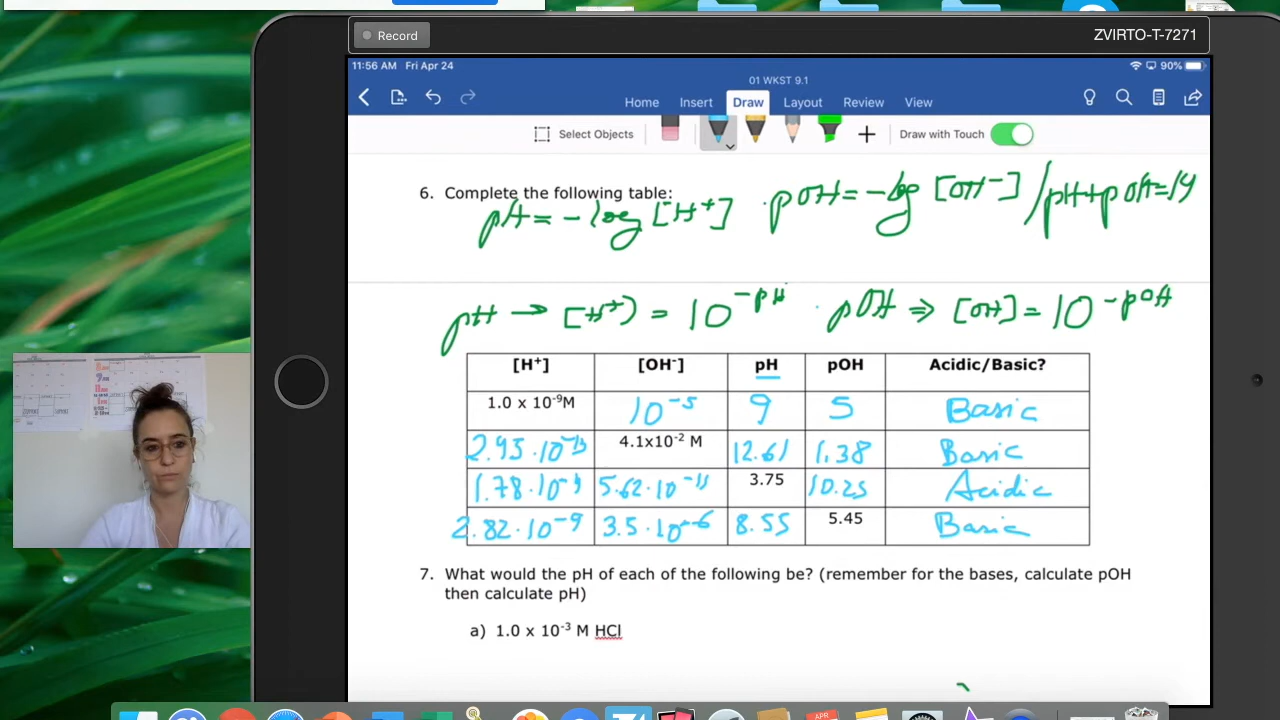 Record
ZVIRTO-T-7271
11:56 AM Fri Apr 24
90%
01 WKST 9.1
Home Insert Draw Layout Review View
Select Objects
Draw with Touch
6. Complete the following table:
pH = -log [H+] pOH = -log [OH-] / pH+pOH=14
pH → [H+] = 10^-pH · pOH ⇒ [OH] = 10^-pOH
[H+] [OH-] pH pOH Acidic/Basic?
1.0 x 10-9M 10-5 9 5 Basic
2.45·10-13 4.1x10-2 M 12.61 1.38 Basic
1.78·10-4 5.62·10-11 3.75 10.25 Acidic
2.82·10-9 3.5·10-6 8.55 5.45 Basic
7. What would the pH of each of the following be? (remember for the bases, calculate pOH
then calculate pH)
a) 1.0 x 10-3 M HCl
APR